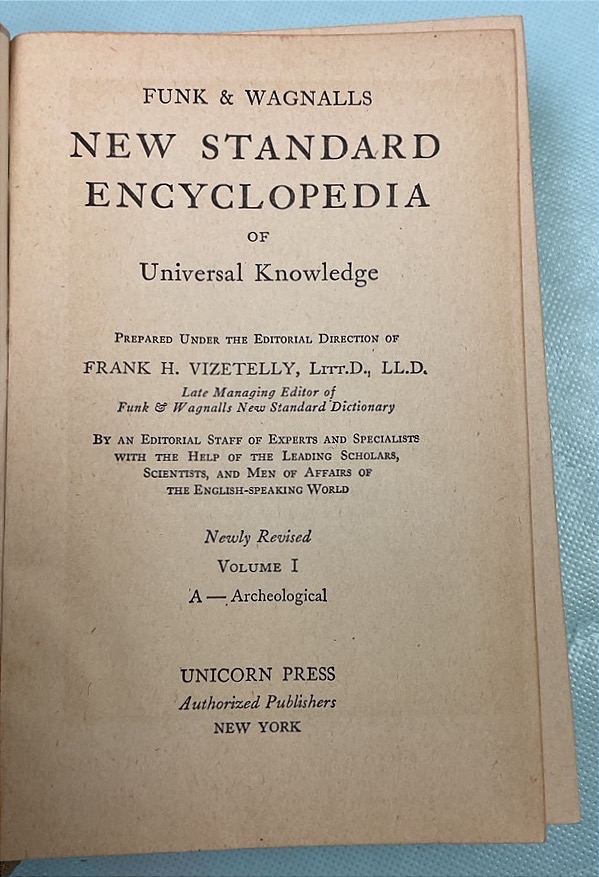 FUNK & WAGNALLS
NEW STANDARD
ENCYCLOPEDIA
OF
Universal Knowledge
Prepared Under the Editorial Direction of
FRANK H. VIZETELLY, Litt.D., LL.D.
Late Managing Editor of
Funk & Wagnalls New Standard Dictionary
By an Editorial Staff of Experts and Specialists
with the Help of the Leading Scholars,
Scientists, and Men of Affairs of
the English-speaking World
Newly Revised
Volume I
A — Archeological
UNICORN PRESS
Authorized Publishers
NEW YORK